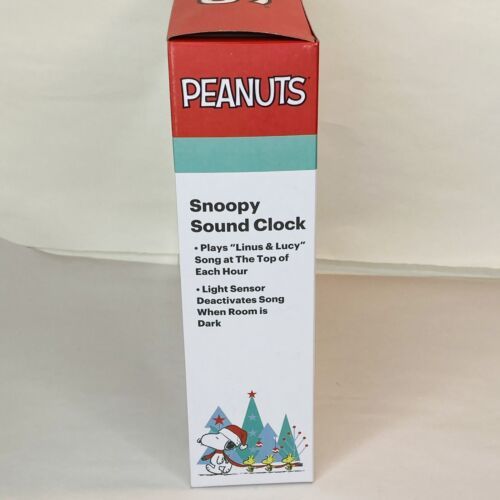 PEANUTS
Snoopy
Sound Clock
• Plays "Linus & Lucy"
Song at The Top of
Each Hour
• Light Sensor
Deactivates Song
When Room is
Dark